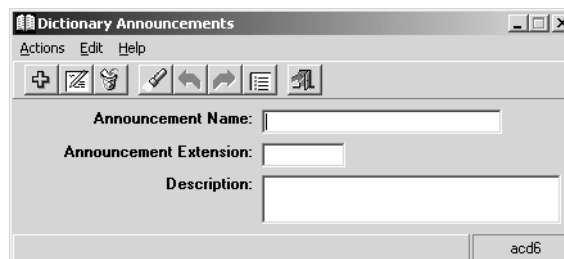 Dictionary Announcements
Actions Edit Help
Announcement Name:
Announcement Extension:
Description:
acd6